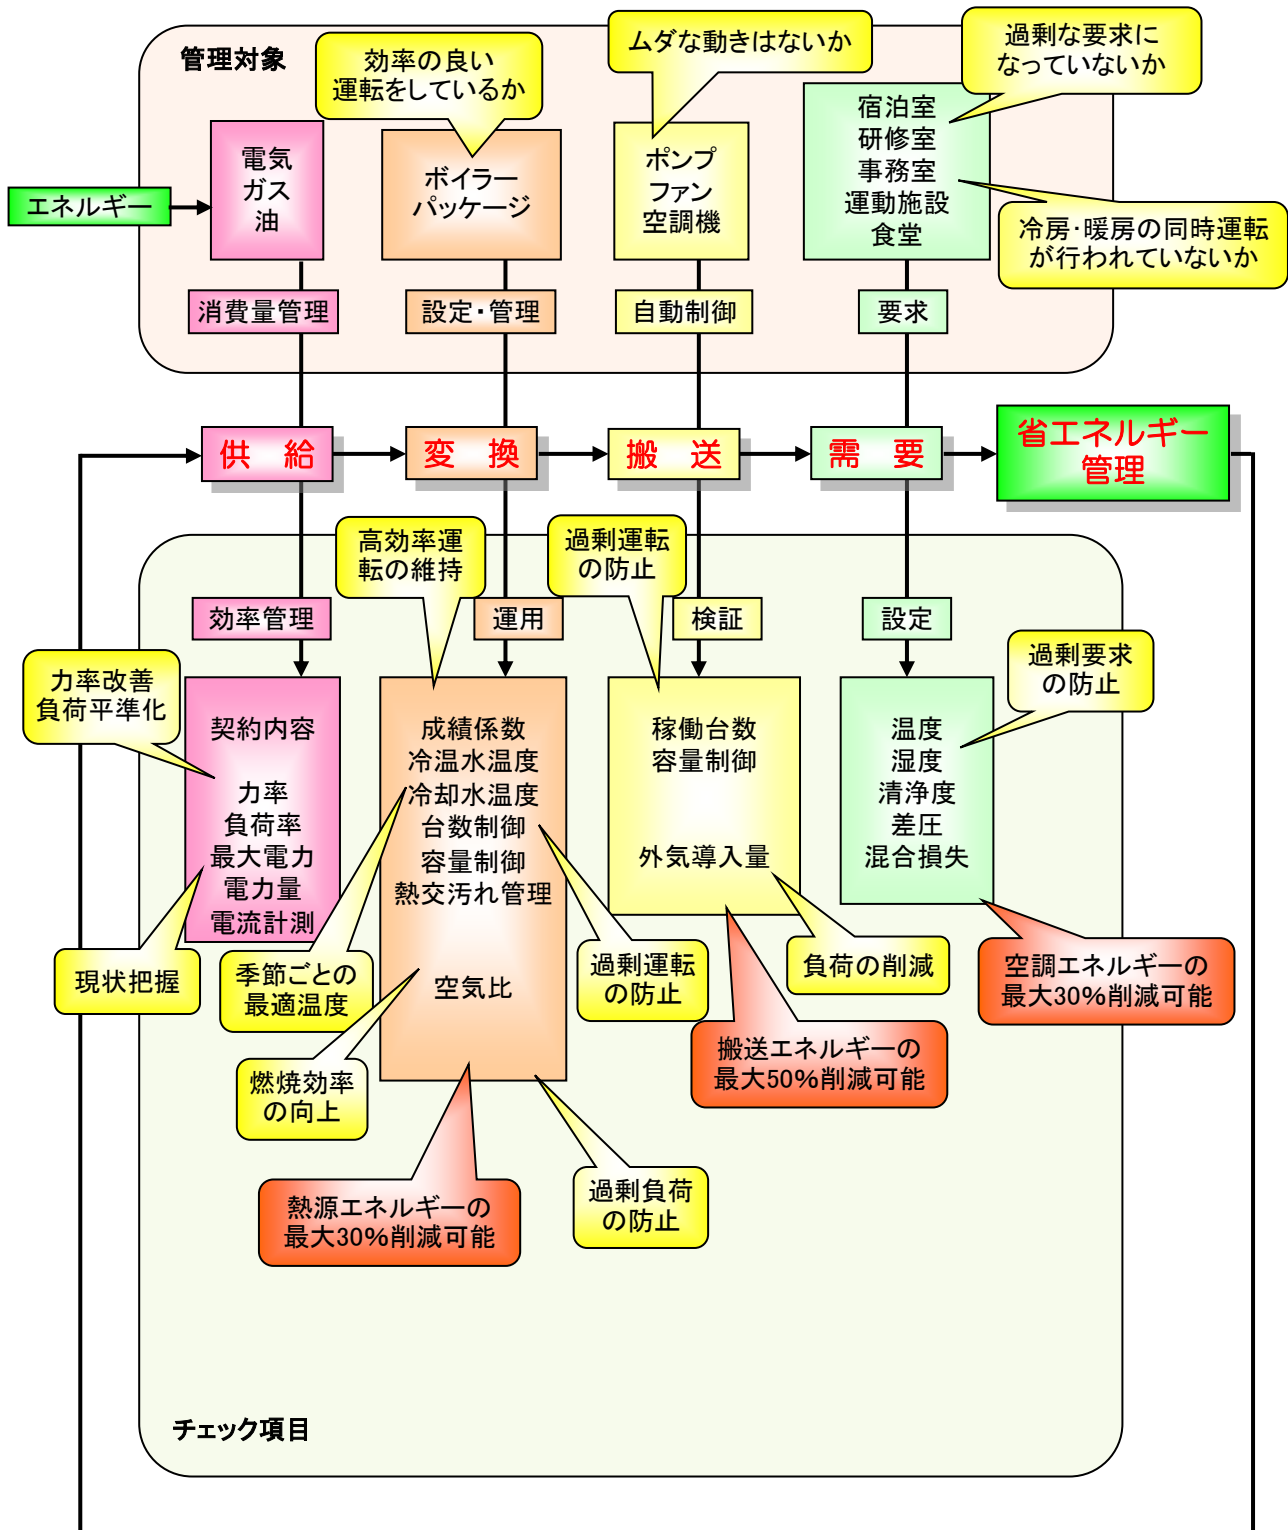 管理対象
効率の良い
運転をしているか
ムダな動きはないか
過剰な要求に
なっていないか
エネルギー
電気
ガス
油
ボイラー
パッケージ
ポンプ
ファン
空調機
宿泊室
研修室
事務室
運動施設
食堂
冷房・暖房の同時運転
が行われていないか
消費量管理
設定・管理
自動制御
要求
供　給
変　換
搬　送
需　要
省エネルギー
管理
高効率運
転の維持
過剰運転
の防止
効率管理
運用
検証
設定
力率改善
負荷平準化
過剰要求
の防止
契約内容
力率
負荷率
最大電力
電力量
電流計測
成績係数
冷温水温度
冷却水温度
台数制御
容量制御
熱交汚れ管理
空気比
稼働台数
容量制御
外気導入量
温度
湿度
清浄度
差圧
混合損失
現状把握
季節ごとの
最適温度
過剰運転
の防止
負荷の削減
空調エネルギーの
最大30%削減可能
燃焼効率
の向上
搬送エネルギーの
最大50%削減可能
熱源エネルギーの
最大30%削減可能
過剰負荷
の防止
チェック項目